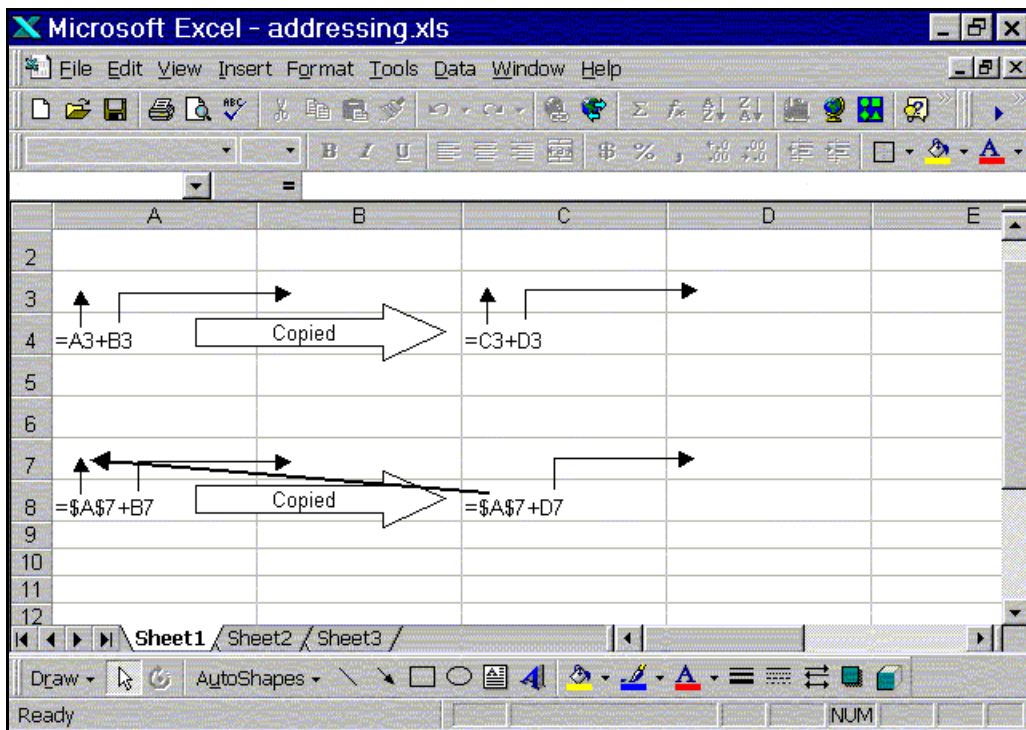 Microsoft Excel - addressing.xls
File Edit View Insert Format Tools Data Window Help
ABC
B I U $ % ,
=
A B C D E
2
3
4 =A3+B3 Copied =C3+D3
5
6
7
8 =$A$7+B7 Copied =$A$7+D7
9
10
11
12
Sheet1 Sheet2 Sheet3
Draw AutoShapes
Ready NUM